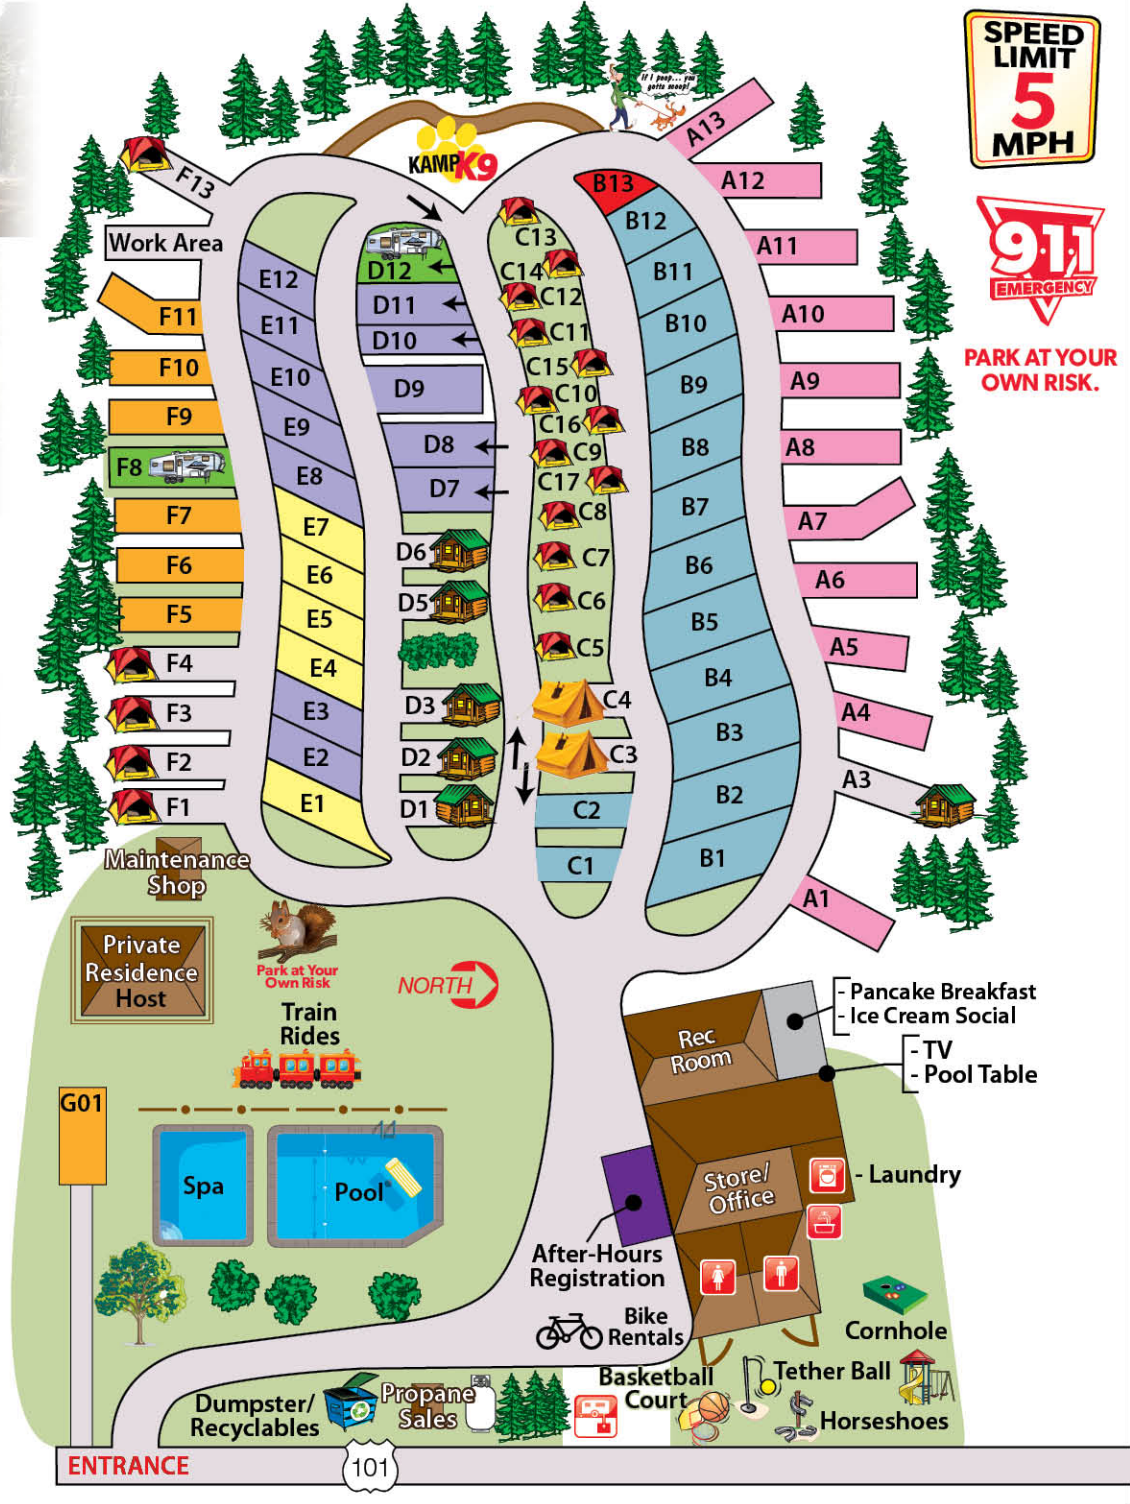 SPEED
LIMIT
5
MPH
If I poop... you
gotta scoop!
KAMP K9
911
EMERGENCY
PARK AT YOUR
OWN RISK.
A13
A12
A11
A10
A9
A8
A7
A6
A5
A4
A3
A1
B13
B12
B11
B10
B9
B8
B7
B6
B5
B4
B3
B2
B1
C13
C14
C12
C11
C15
C10
C16
C9
C17
C8
C7
C6
C5
C4
C3
C2
C1
D12
D11
D10
D9
D8
D7
D6
D5
D3
D2
D1
E12
E11
E10
E9
E8
E7
E6
E5
E4
E3
E2
E1
F13
Work Area
F11
F10
F9
F8
F7
F6
F5
F4
F3
F2
F1
Maintenance
Shop
Private
Residence
Host
Park at Your
Own Risk
NORTH
Train
Rides
G01
Spa
Pool
Rec
Room
- Pancake Breakfast
- Ice Cream Social
- TV
- Pool Table
Store/
Office
- Laundry
After-Hours
Registration
Bike
Rentals
Cornhole
Basketball
Court
Tether Ball
Horseshoes
Dumpster/
Recyclables
Propane
Sales
ENTRANCE
101